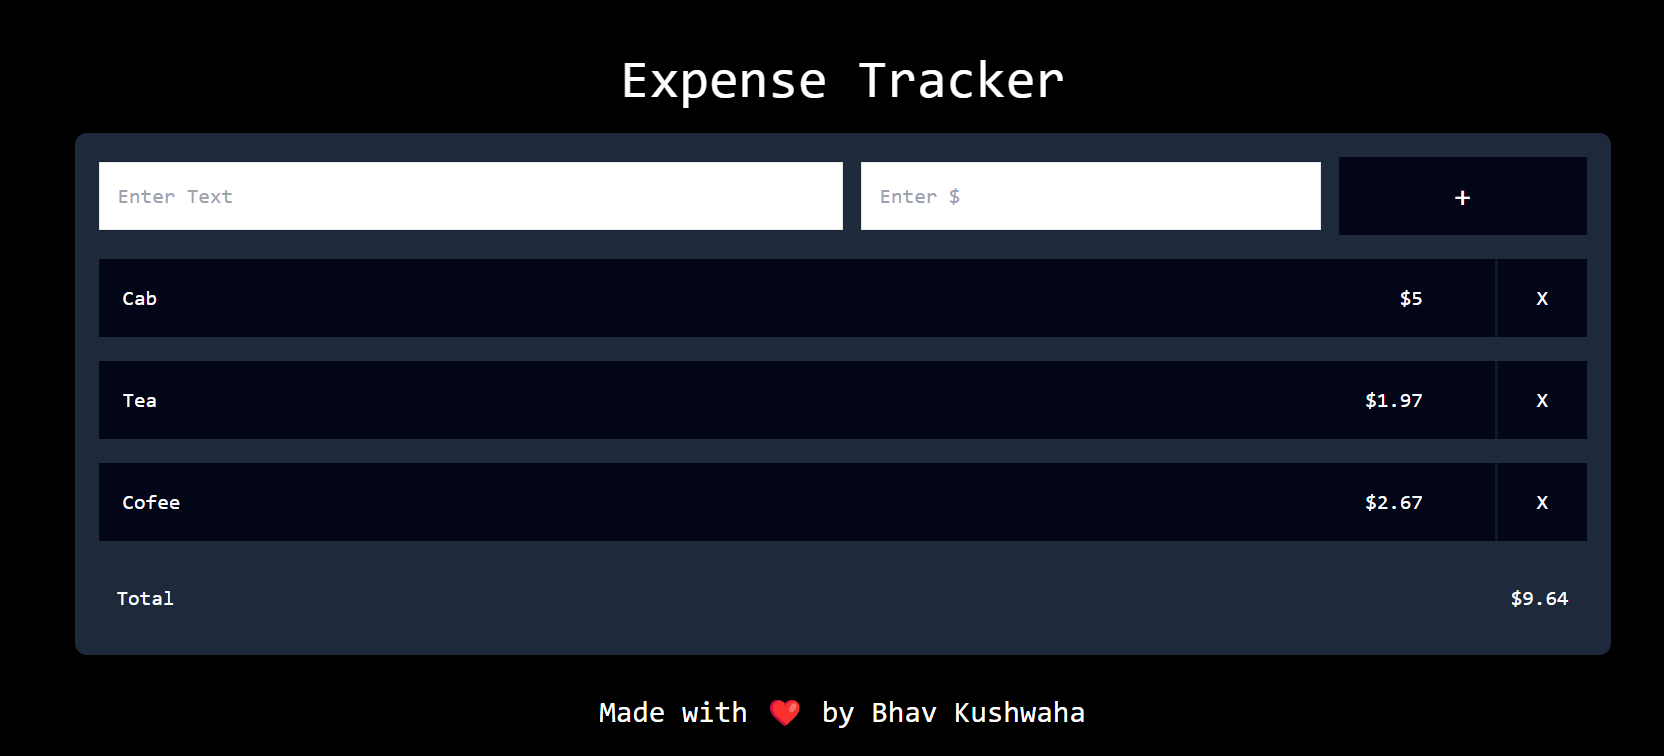 Expense Tracker
Enter Text Enter $ +
Cab $5 X
Tea $1.97 X
Cofee $2.67 X
Total $9.64
Made with ❤️ by Bhav Kushwaha